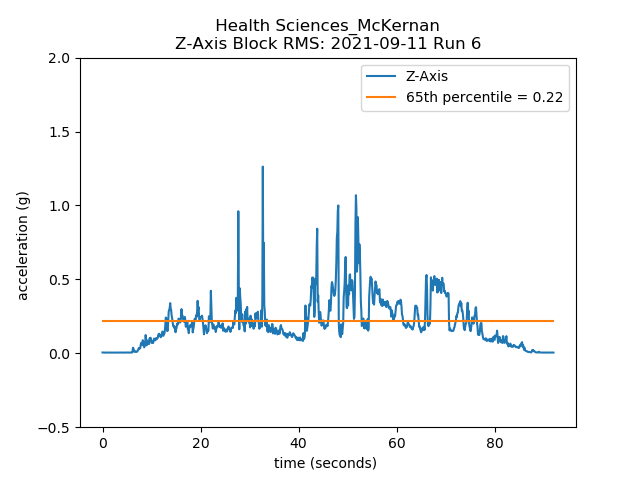 Health Sciences_McKernan
Z-Axis Block RMS: 2021-09-11 Run 6
Z-Axis
65th percentile = 0.22
acceleration (g)
2.0
1.5
1.0
0.5
0.0
−0.5
0 20 40 60 80
time (seconds)